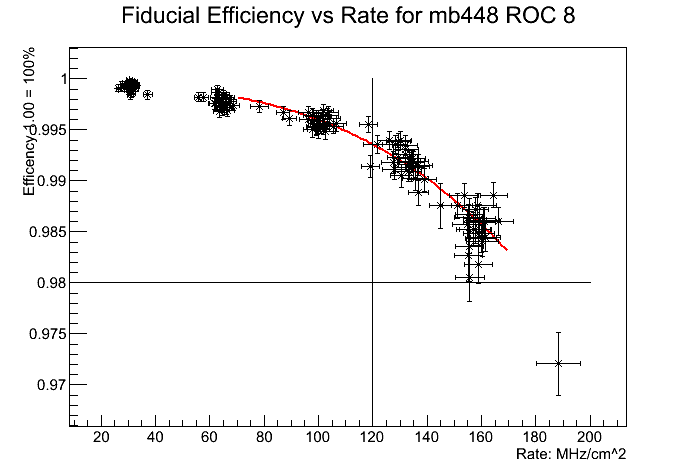 Fiducial Efficiency vs Rate for mb448 ROC 8
Efficency 1.00 = 100%
1
0.995
0.99
0.985
0.98
0.975
0.97
20 40 60 80 100 120 140 160 180 200
Rate: MHz/cm^2